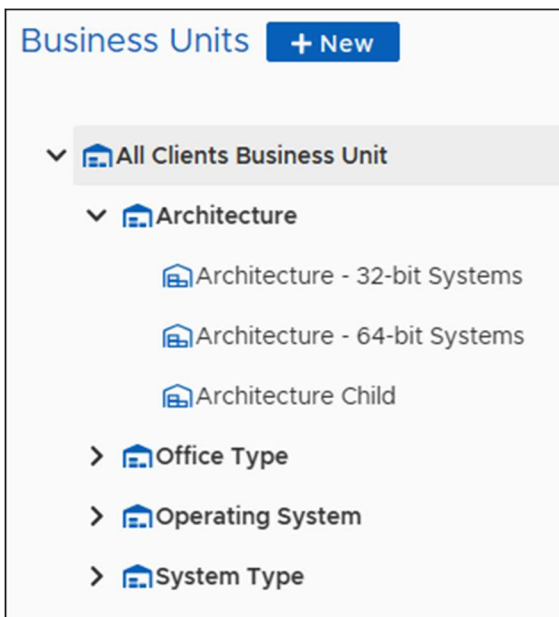 Business Units + New
All Clients Business Unit
Architecture
Architecture - 32-bit Systems
Architecture - 64-bit Systems
Architecture Child
Office Type
Operating System
System Type